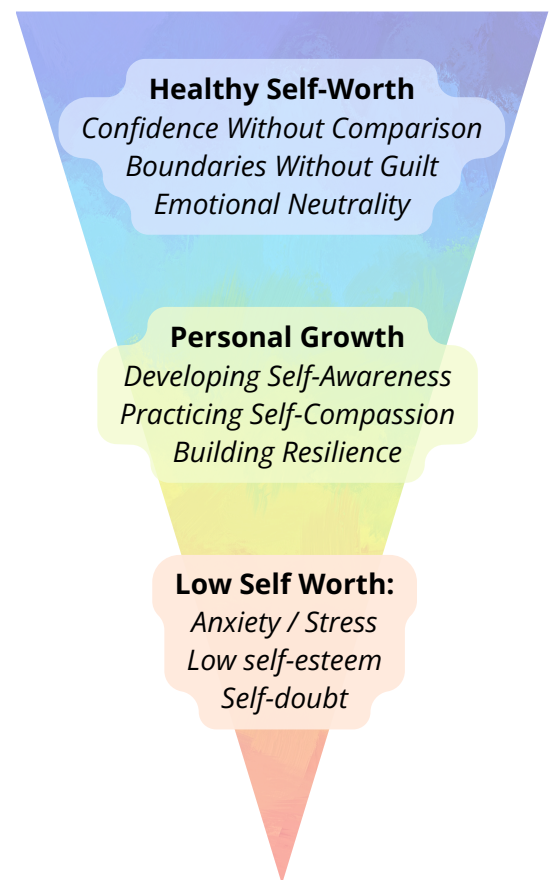 Healthy Self-Worth
Confidence Without Comparison
Boundaries Without Guilt
Emotional Neutrality
Personal Growth
Developing Self-Awareness
Practicing Self-Compassion
Building Resilience
Low Self Worth:
Anxiety / Stress
Low self-esteem
Self-doubt